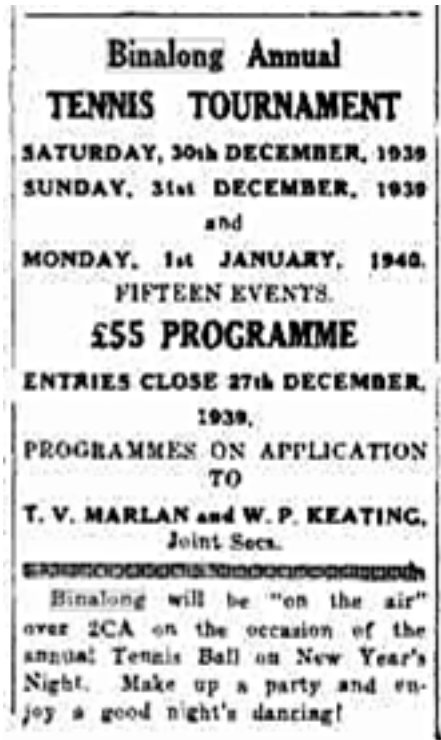 Binalong Annual
TENNIS TOURNAMENT
SATURDAY, 30th DECEMBER, 1939
SUNDAY, 31st DECEMBER, 1939
and
MONDAY, 1st JANUARY, 1940.
FIFTEEN EVENTS.
£55 PROGRAMME
ENTRIES CLOSE 27th DECEMBER,
1939.
PROGRAMMES ON APPLICATION
TO
T. V. MARLAN and W. P. KEATING,
Joint Secs.
Binalong will be "on the air"
over 2CA on the occasion of the
annual Tennis Ball on New Year's
Night. Make up a party and en-
joy a good night's dancing!